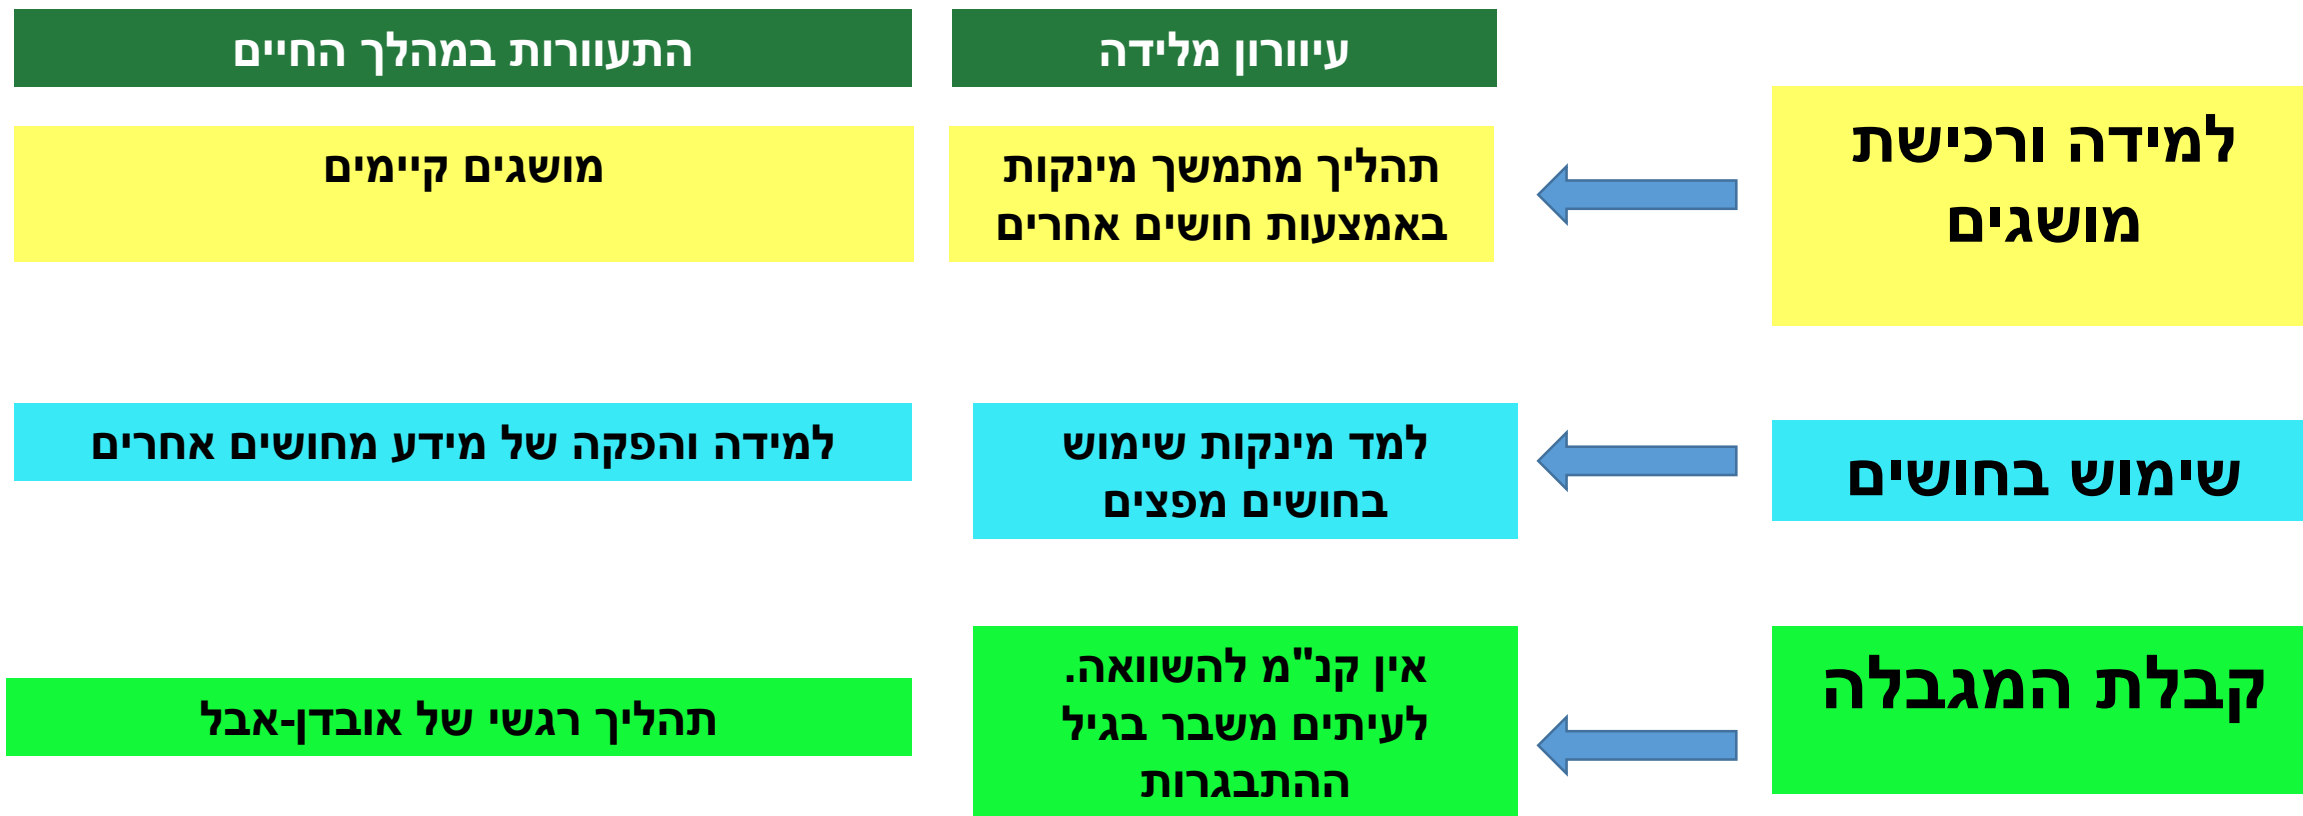 עיוורון מלידה
התעוורות במהלך החיים
למידה ורכישת
מושגים
תהליך מתמשך מינקות
באמצעות חושים אחרים
מושגים קיימים
שימוש בחושים
למד מינקות שימוש
בחושים מפצים
למידה והפקה של מידע מחושים אחרים
קבלת המגבלה
אין קנ"מ להשוואה.
לעיתים משבר בגיל
ההתבגרות
תהליך רגשי של אובדן-אבל